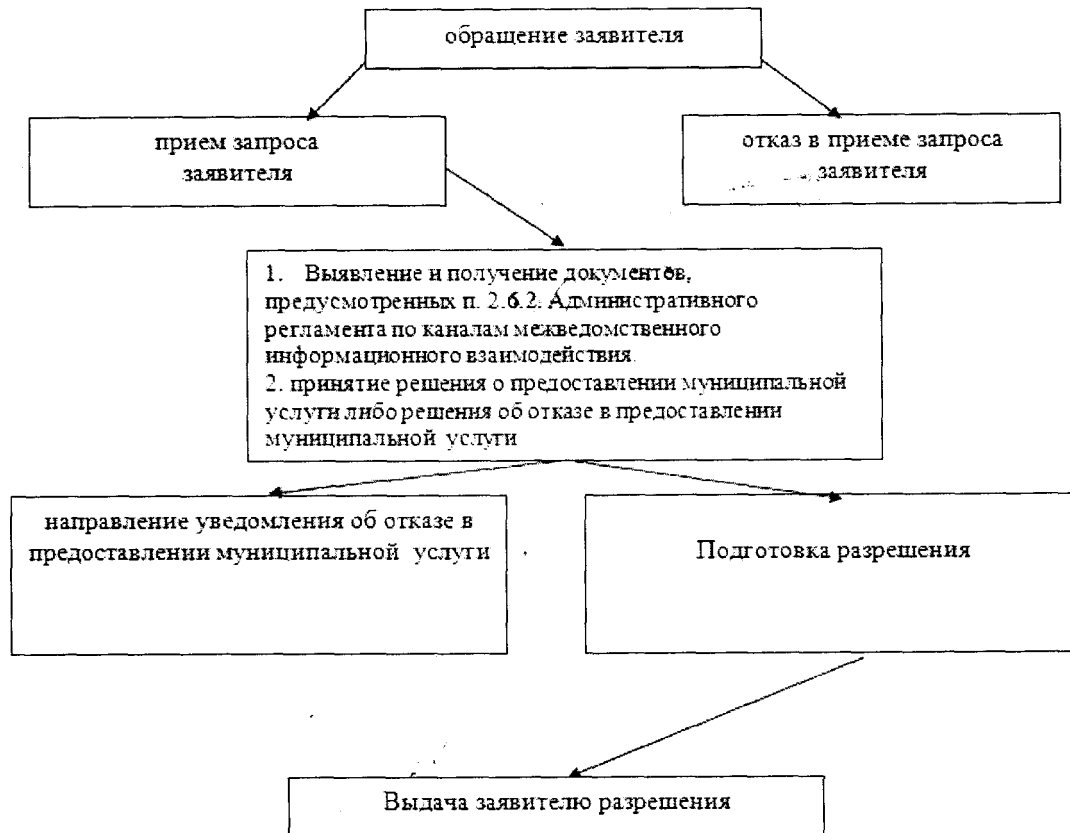 обращение заявителя
прием запроса
заявителя
отказ в приеме запроса
заявителя
1. Выявление и получение документов,
предусмотренных п. 2.6.2. Административного
регламента по каналам межведомственного
информационного взаимодействия.
2. принятие решения о предоставлении муниципальной
услуги либо решения об отказе в предоставлении
муниципальной услуги
направление уведомления об отказе в
предоставлении муниципальной услуги
Подготовка разрешения
Выдача заявителю разрешения